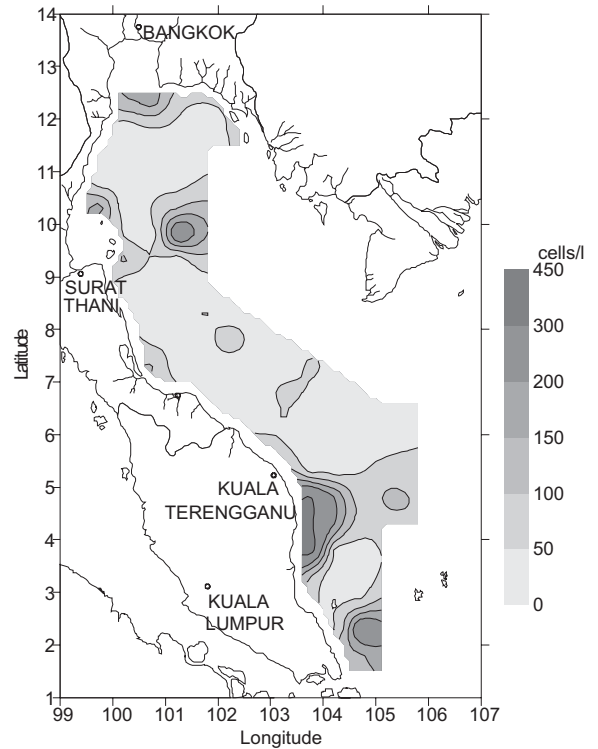 14
13
12
11
10
9
8
7
6
5
4
3
2
1
Latitude
BANGKOK
SURAT
THANI
KUALA
TERENGGANU
KUALA
LUMPUR
99 100 101 102 103 104 105 106 107
Longitude
cells/l
450
300
200
150
100
50
0